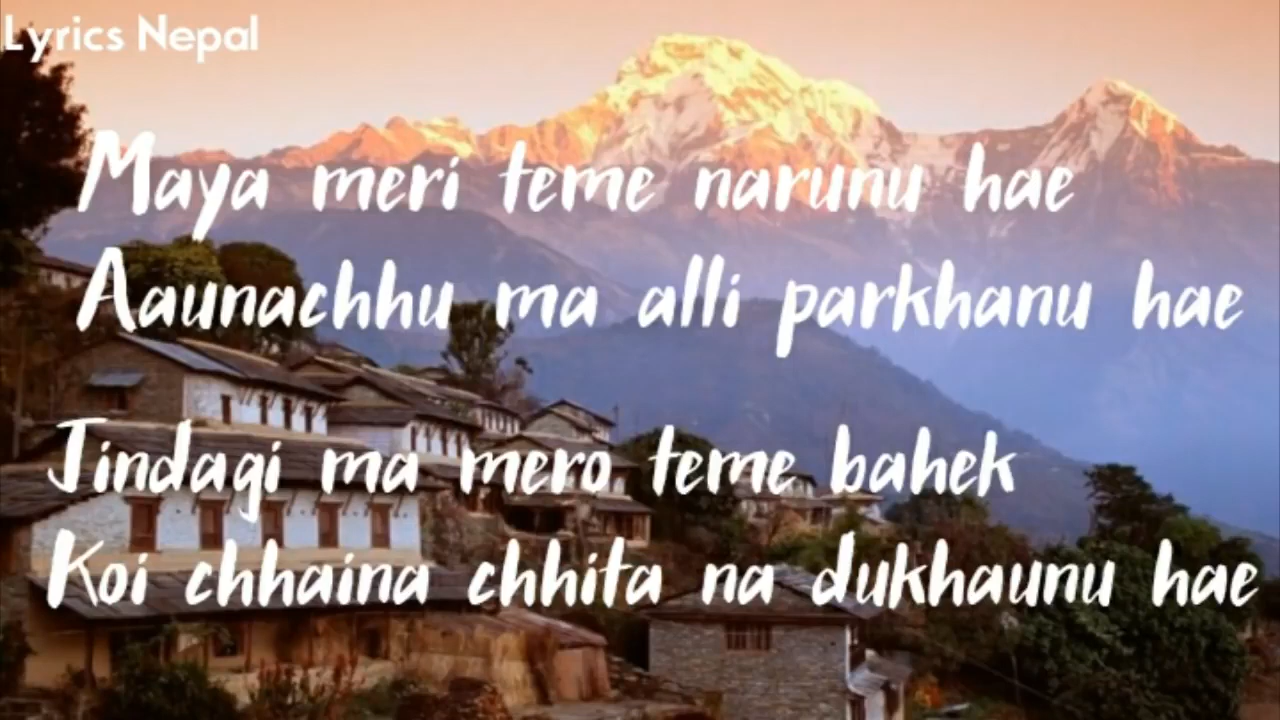 Lyrics Nepal
Maya meri teme narunu hae
Aaunachhu ma alli parkhanu hae
Jindagi ma mero teme bahek
Koi chhaina chhita na dukhaunu hae